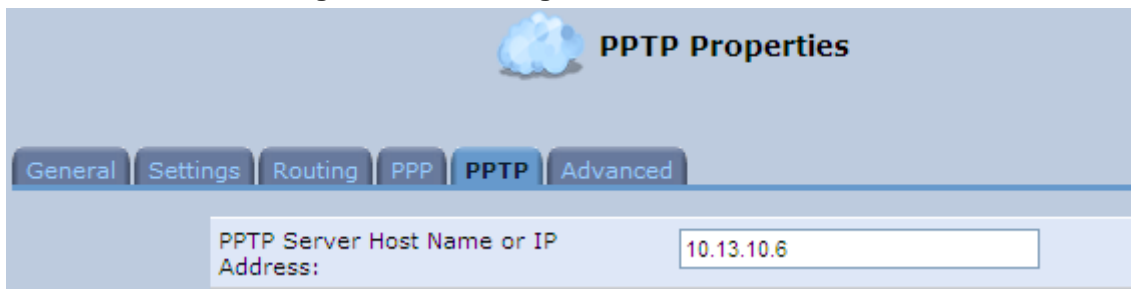 PPTP Properties
General Settings Routing PPP PPTP Advanced
PPTP Server Host Name or IP 10.13.10.6
Address: